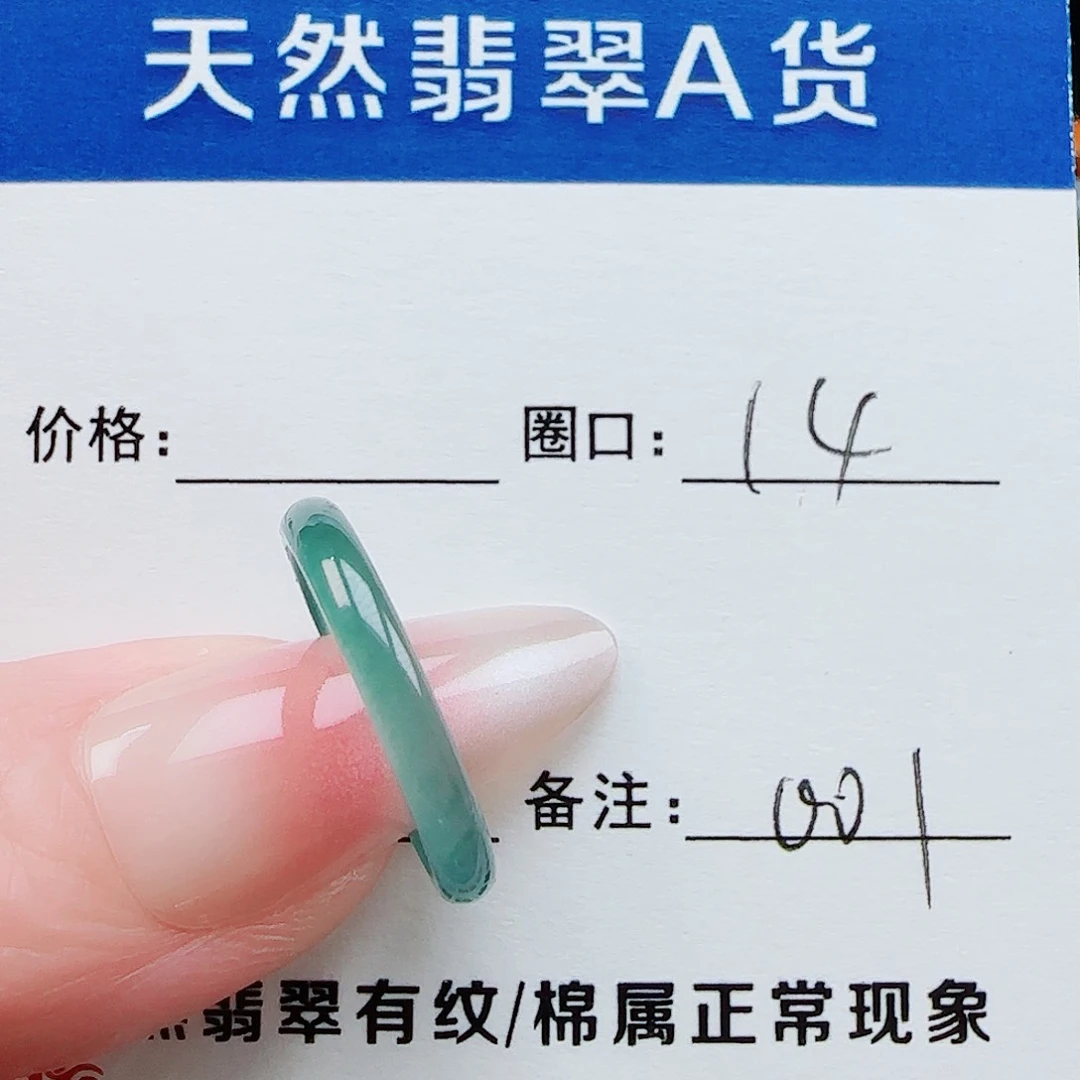 天然翡翠A货
价格： 圈口：14
备注：001
然翡翠有纹/棉属正常现象